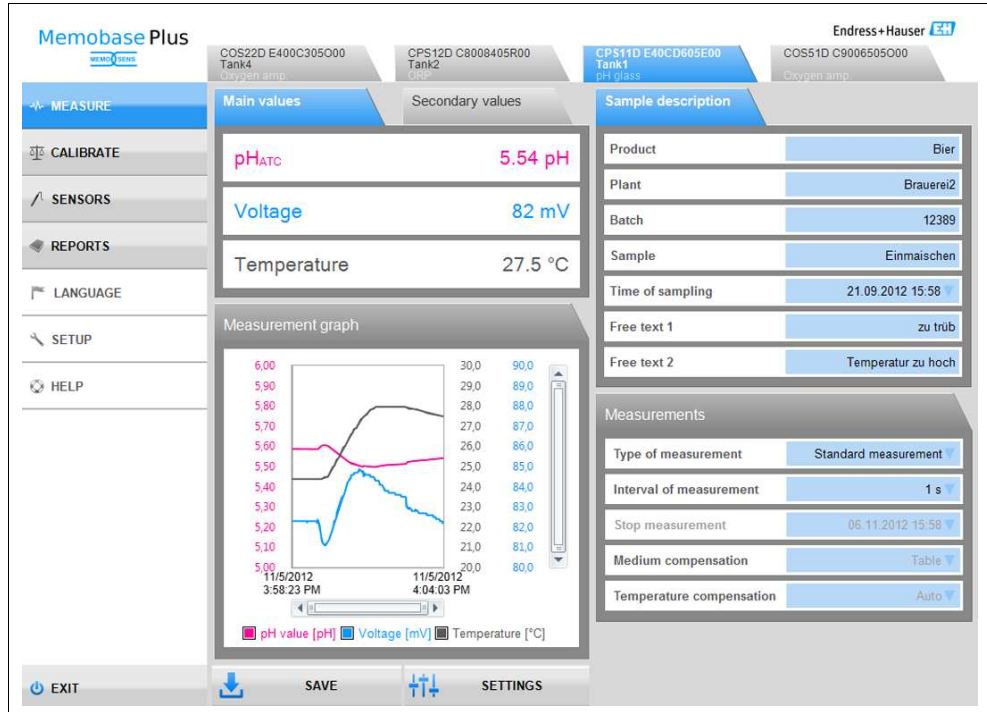 Memobase Plus
MEMOSENS
Endress+Hauser EH
COS22D E400C305O00
Tank4
Oxygen amp.
CPS12D C8008405R00
Tank2
ORP
CPS11D E40CD605E00
Tank1
pH glass
COS51D C9006505O00
Oxygen amp.
MEASURE
CALIBRATE
SENSORS
REPORTS
LANGUAGE
SETUP
HELP
EXIT
Main values
Secondary values
pHATC 5.54 pH
Voltage 82 mV
Temperature 27.5 °C
Measurement graph
6,00 30,0 90,0
5,90 29,0 89,0
5,80 28,0 88,0
5,70 27,0 87,0
5,60 26,0 86,0
5,50 25,0 85,0
5,40 24,0 84,0
5,30 23,0 83,0
5,20 22,0 82,0
5,10 21,0 81,0
5,00 20,0 80,0
11/5/2012 11/5/2012
3:58:23 PM 4:04:03 PM
pH value [pH] Voltage [mV] Temperature [°C]
SAVE
SETTINGS
Sample description
Product Bier
Plant Brauerei2
Batch 12389
Sample Einmaischen
Time of sampling 21.09.2012 15:58
Free text 1 zu trüb
Free text 2 Temperatur zu hoch
Measurements
Type of measurement Standard measurement
Interval of measurement 1 s
Stop measurement 06.11.2012 15:58
Medium compensation Table
Temperature compensation Auto